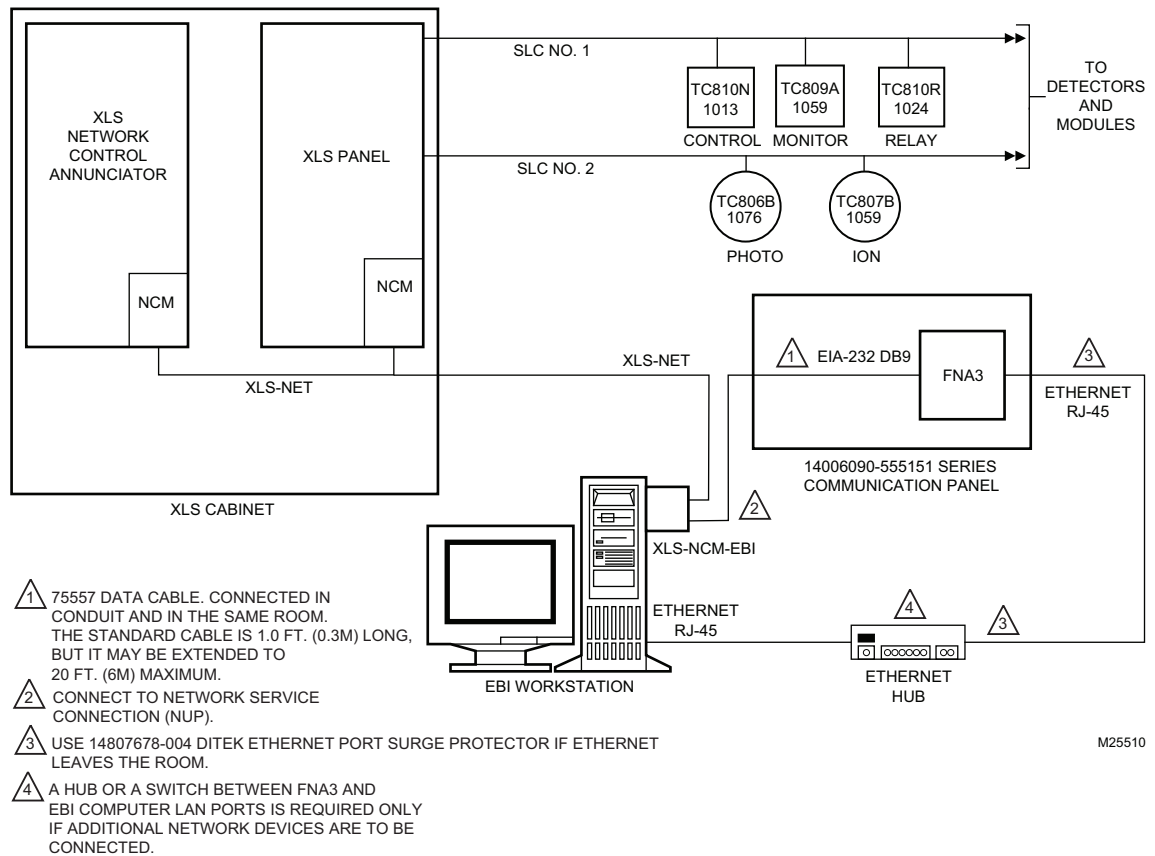 XLS
NETWORK
CONTROL
ANNUNCIATOR
NCM
XLS PANEL
NCM
XLS-NET
XLS CABINET
SLC NO. 1
TC810N
1013
CONTROL
TC809A
1059
MONITOR
TC810R
1024
RELAY
TO
DETECTORS
AND
MODULES
SLC NO. 2
TC806B
1076
PHOTO
TC807B
1059
ION
XLS-NET
1
EIA-232 DB9
FNA3
3
ETHERNET
RJ-45
14006090-555151 SERIES
COMMUNICATION PANEL
2
XLS-NCM-EBI
ETHERNET
RJ-45
EBI WORKSTATION
4
3
ETHERNET
HUB
1 75557 DATA CABLE. CONNECTED IN
CONDUIT AND IN THE SAME ROOM.
THE STANDARD CABLE IS 1.0 FT. (0.3M) LONG,
BUT IT MAY BE EXTENDED TO
20 FT. (6M) MAXIMUM.
2 CONNECT TO NETWORK SERVICE
CONNECTION (NUP).
3 USE 14807678-004 DITEK ETHERNET PORT SURGE PROTECTOR IF ETHERNET
LEAVES THE ROOM.
4 A HUB OR A SWITCH BETWEEN FNA3 AND
EBI COMPUTER LAN PORTS IS REQUIRED ONLY
IF ADDITIONAL NETWORK DEVICES ARE TO BE
CONNECTED.
M25510